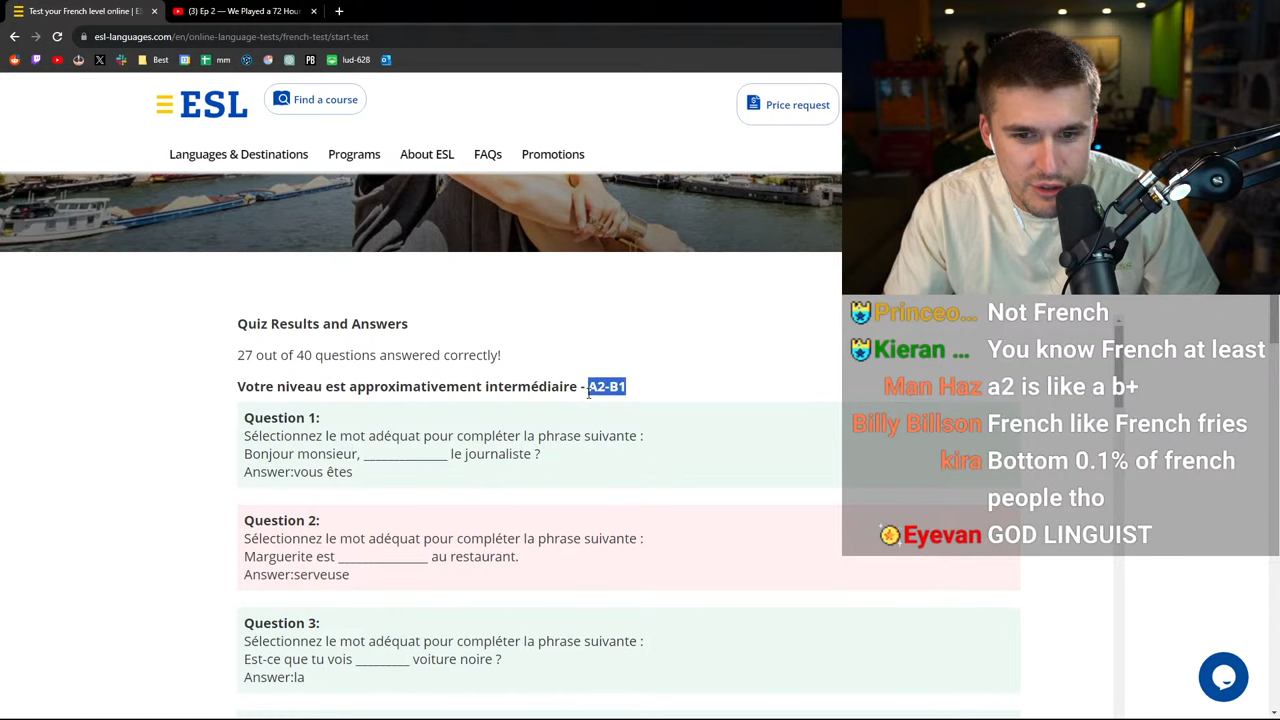 Test your French level online |
(3) Ep 2 — We Played a 72 Hour
esl-languages.com/en/online-language-tests/french-test/start-test
Best
mm
PB
lud-628
ESL
Find a course
Price request
Languages & Destinations
Programs
About ESL
FAQs
Promotions
Quiz Results and Answers
27 out of 40 questions answered correctly!
Votre niveau est approximativement intermédiaire - A2-B1
Question 1:
Sélectionnez le mot adéquat pour compléter la phrase suivante :
Bonjour monsieur, ______________ le journaliste ?
Answer:vous êtes
Question 2:
Sélectionnez le mot adéquat pour compléter la phrase suivante :
Marguerite est _______________ au restaurant.
Answer:serveuse
Question 3:
Sélectionnez le mot adéquat pour compléter la phrase suivante :
Est-ce que tu vois _________ voiture noire ?
Answer:la
Princeo... Not French
Kieran ... You know French at least
Man Haz a2 is like a b+
Billy Billson French like French fries
kira Bottom 0.1% of french
people tho
Eyevan GOD LINGUIST